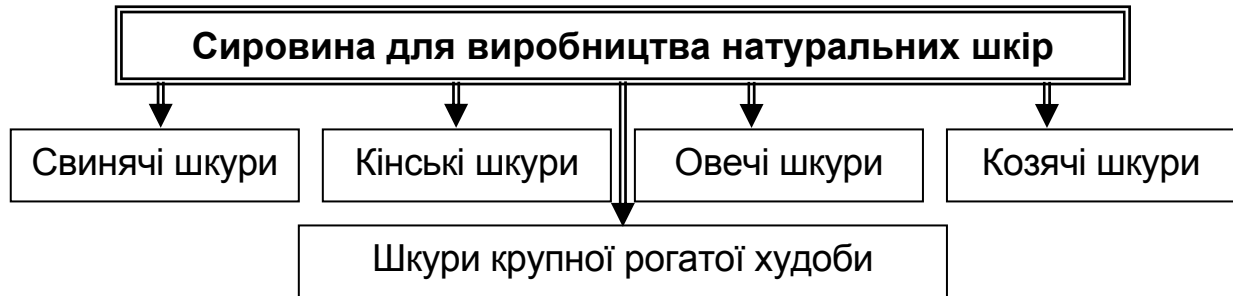 Сировина для виробництва натуральних шкір
Свинячі шкури
Кінські шкури
Овечі шкури
Козячі шкури
Шкури крупної рогатої худоби